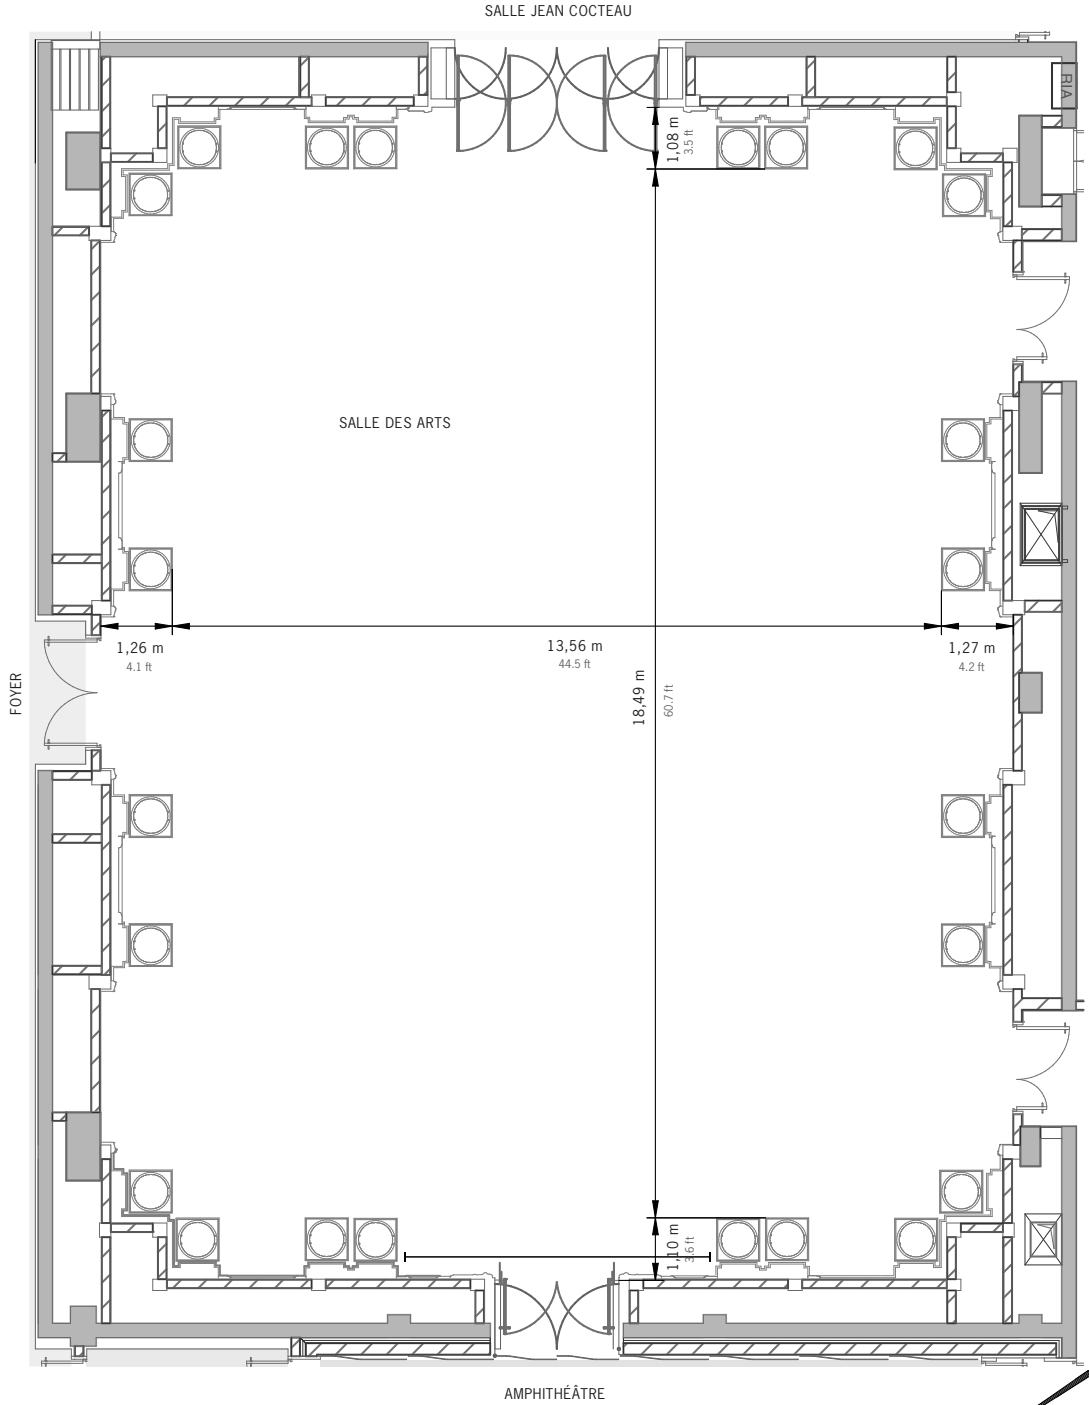 SALLE JEAN COCTEAU
RIA
1,08 m
3.5 ft
SALLE DES ARTS
1,26 m
4.1 ft
13,56 m
44.5 ft
1,27 m
4.2 ft
FOYER
18,49 m
60.7 ft
1,10 m
3.6 ft
AMPHITHÉÂTRE